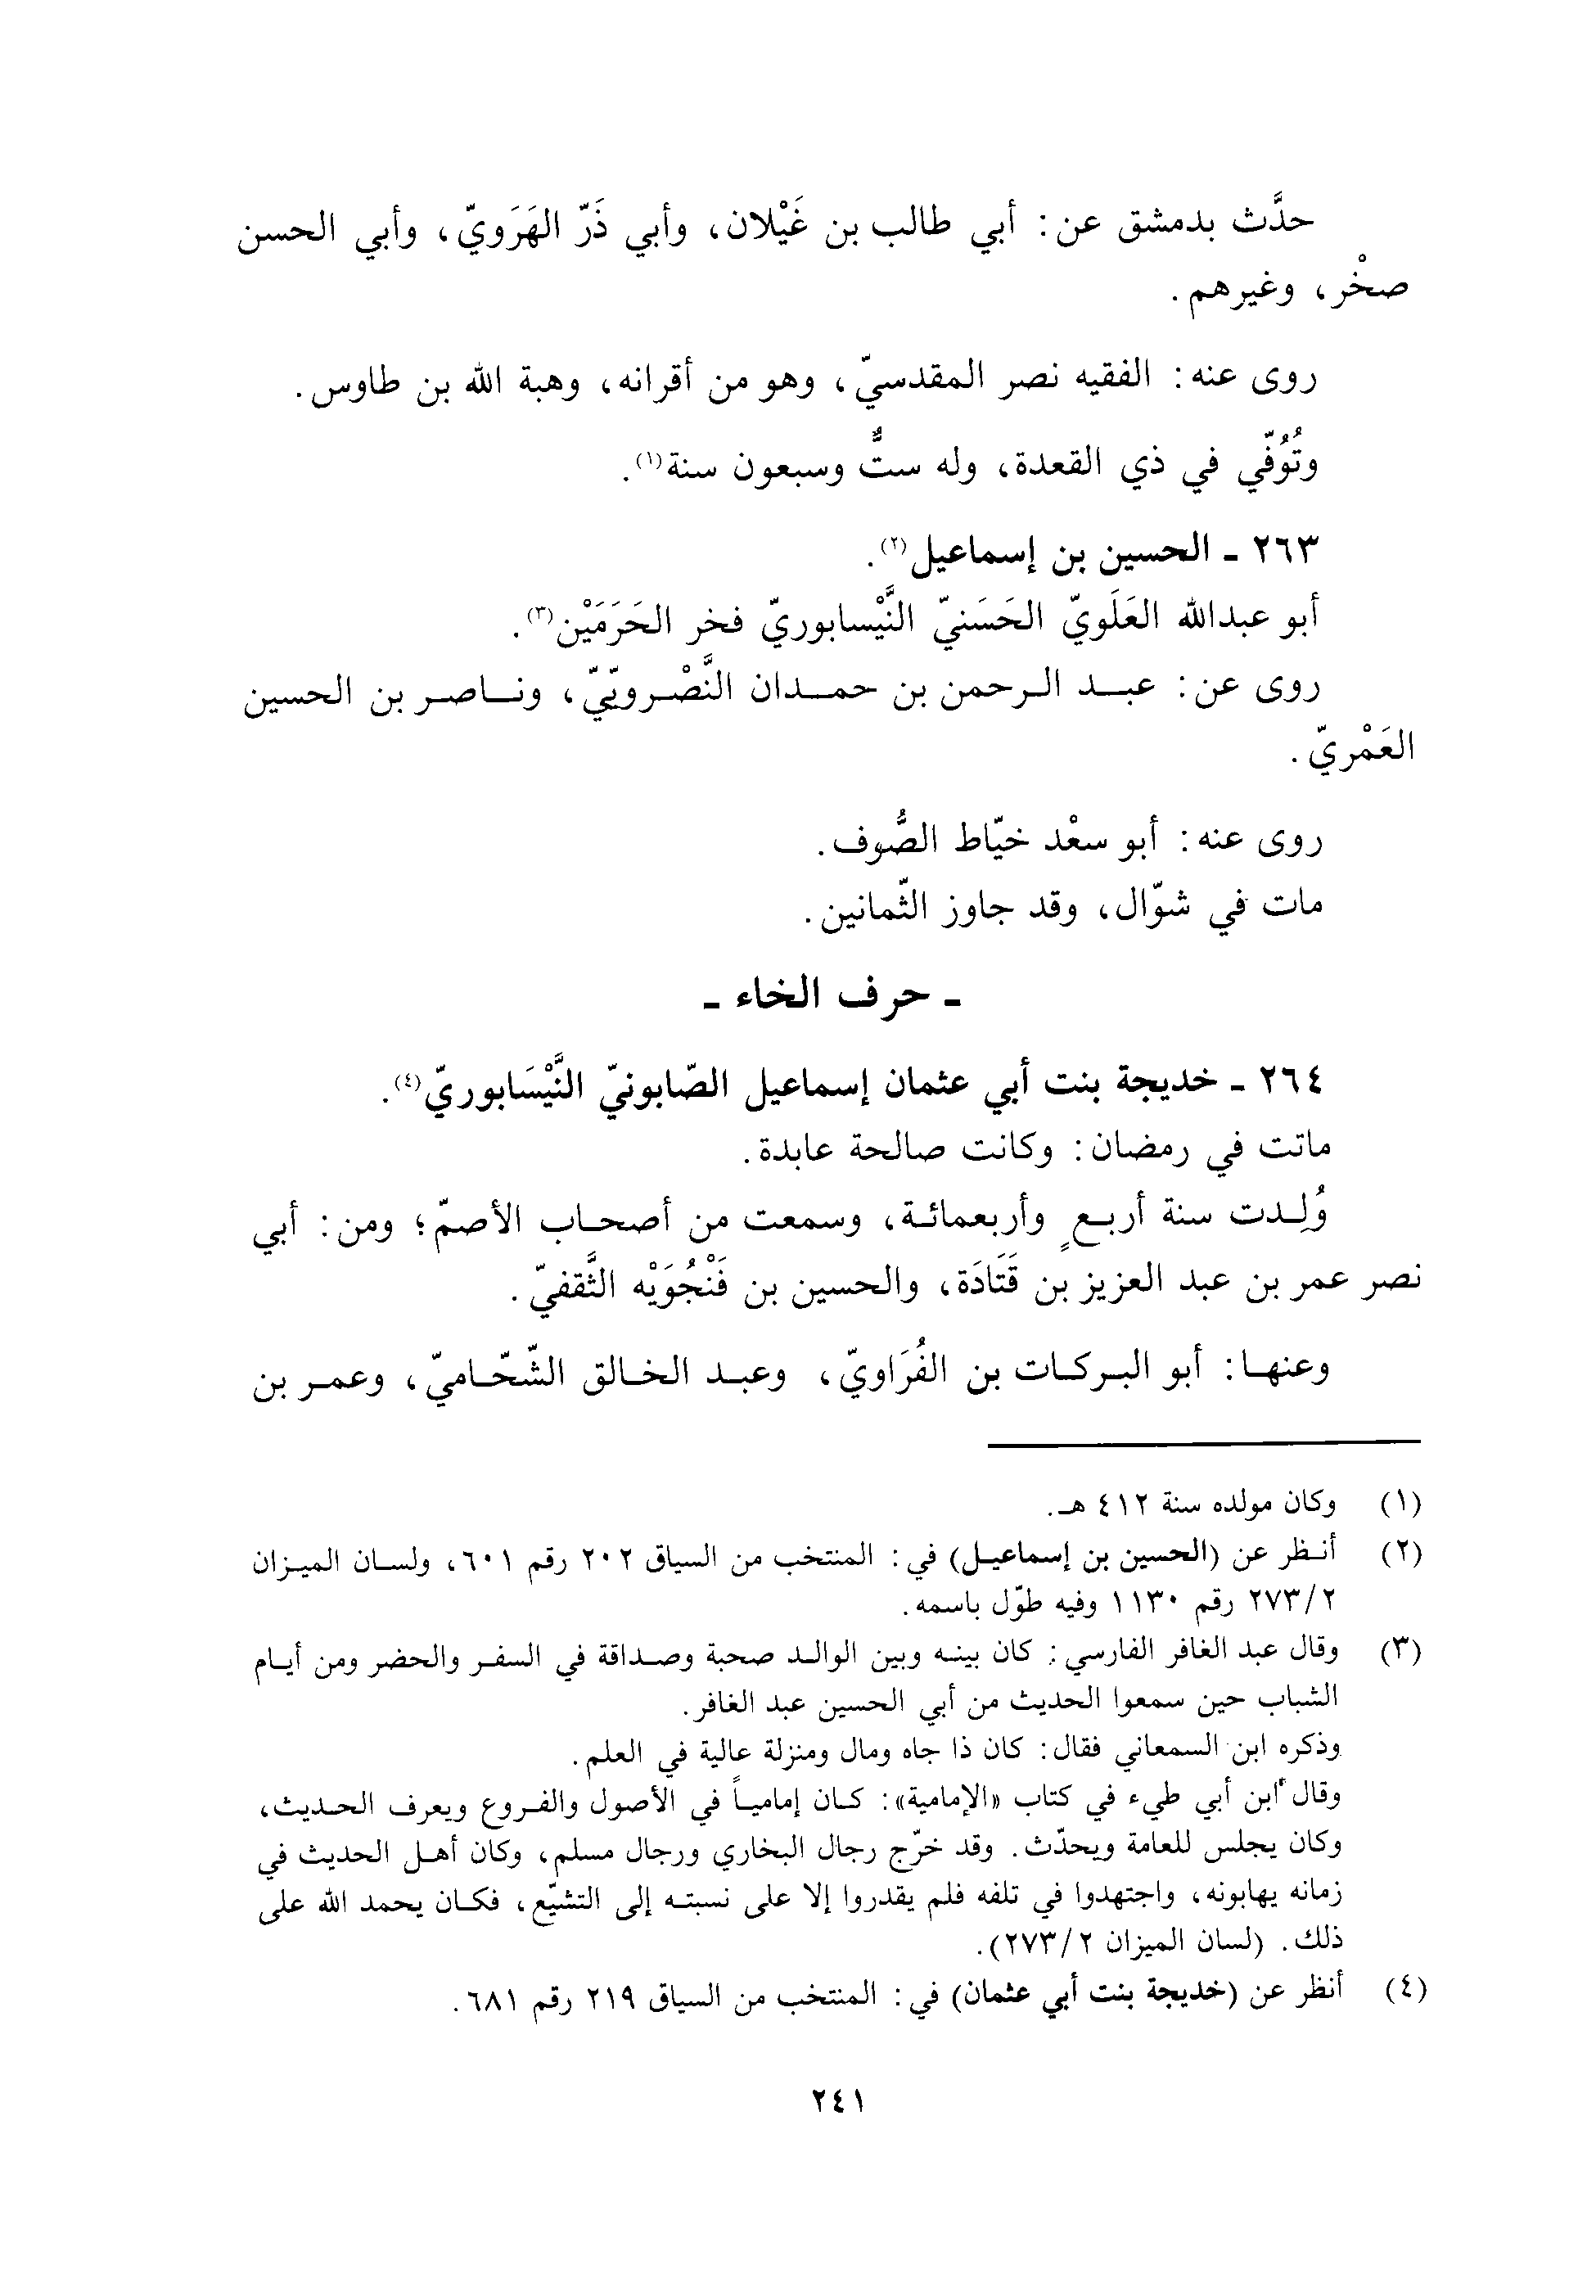 حدَّث بدمشق عن: أبي طالب بن غَيْلان، وأبي ذَرّ الهَرَويّ، وأبي الحسن
صخْر، وغيرهم.
روى عنه: الفقيه نصر المقدسيّ، وهو من أقرانه، وهبة الله بن طاوس.
وتُوُفّي في ذي القعدة، وله ستٌّ وسبعون سنة(١).
٢٦٣ ـ الحسين بن إسماعيل(٢).
أبو عبدالله العَلَويّ الحَسَنيّ النَّيْسابوريّ فخر الحَرَمَيْن(٣).
روى عن: عبد الرحمن بن حمدان النَّصْرويّيّ، وناصر بن الحسين
العَمْريّ.
روى عنه: أبو سعْد خيّاط الصُّوف.
مات في شوّال، وقد جاوز الثّمانين.
ـ حرف الخاء ـ
٢٦٤ ـ خديجة بنت أبي عثمان إسماعيل الصّابونيّ النَّيْسَابوريّ(٤).
ماتت في رمضان: وكانت صالحة عابدة.
وُلِدت سنة أربعٍ وأربعمائة، وسمعت من أصحاب الأصمّ؛ ومن: أبي
نصر عمر بن عبد العزيز بن قَتَادَة، والحسين بن فَنْجُوَيْه الثَّقفيّ.
وعنها: أبو البركات بن الفُرَاويّ، وعبد الخالق الشّحّاميّ، وعمر بن
(١) وكان مولده سنة ٤١٢ هـ.
(٢) أنظر عن (الحسين بن إسماعيل) في: المنتخب من السياق ٢٠٢ رقم ٦٠١، ولسان الميزان
٢٧٣/٢ رقم ١١٣٠ وفيه طوّل باسمه.
(٣) وقال عبد الغافر الفارسي: كان بينه وبين الوالد صحبة وصداقة في السفر والحضر ومن أيام
الشباب حين سمعوا الحديث من أبي الحسين عبد الغافر.
وذكره ابن السمعاني فقال: كان ذا جاه ومال ومنزلة عالية في العلم.
وقال ابن أبي طيء في كتاب «الإمامية»: كان إمامياً في الأصول والفروع ويعرف الحديث،
وكان يجلس للعامة ويحدّث. وقد خرّج رجال البخاري ورجال مسلم، وكان أهل الحديث في
زمانه يهابونه، واجتهدوا في تلفه فلم يقدروا إلا على نسبته إلى التشيّع، فكان يحمد الله على
ذلك. (لسان الميزان ٢٧٣/٢).
(٤) أنظر عن (خديجة بنت أبي عثمان) في: المنتخب من السياق ٢١٩ رقم ٦٨١.
٢٤١